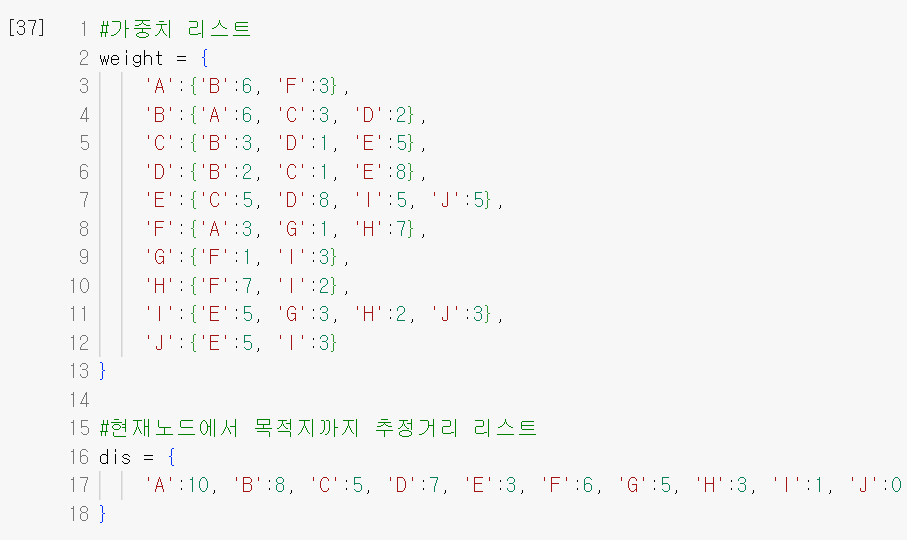 [37] 1 #가중치 리스트
2 weight = {
3 'A':{'B':6, 'F':3},
4 'B':{'A':6, 'C':3, 'D':2},
5 'C':{'B':3, 'D':1, 'E':5},
6 'D':{'B':2, 'C':1, 'E':8},
7 'E':{'C':5, 'D':8, 'I':5, 'J':5},
8 'F':{'A':3, 'G':1, 'H':7},
9 'G':{'F':1, 'I':3},
10 'H':{'F':7, 'I':2},
11 'I':{'E':5, 'G':3, 'H':2, 'J':3},
12 'J':{'E':5, 'I':3}
13 }
14
15 #현재노드에서 목적지까지 추정거리 리스트
16 dis = {
17 'A':10, 'B':8, 'C':5, 'D':7, 'E':3, 'F':6, 'G':5, 'H':3, 'I':1, 'J':0
18 }